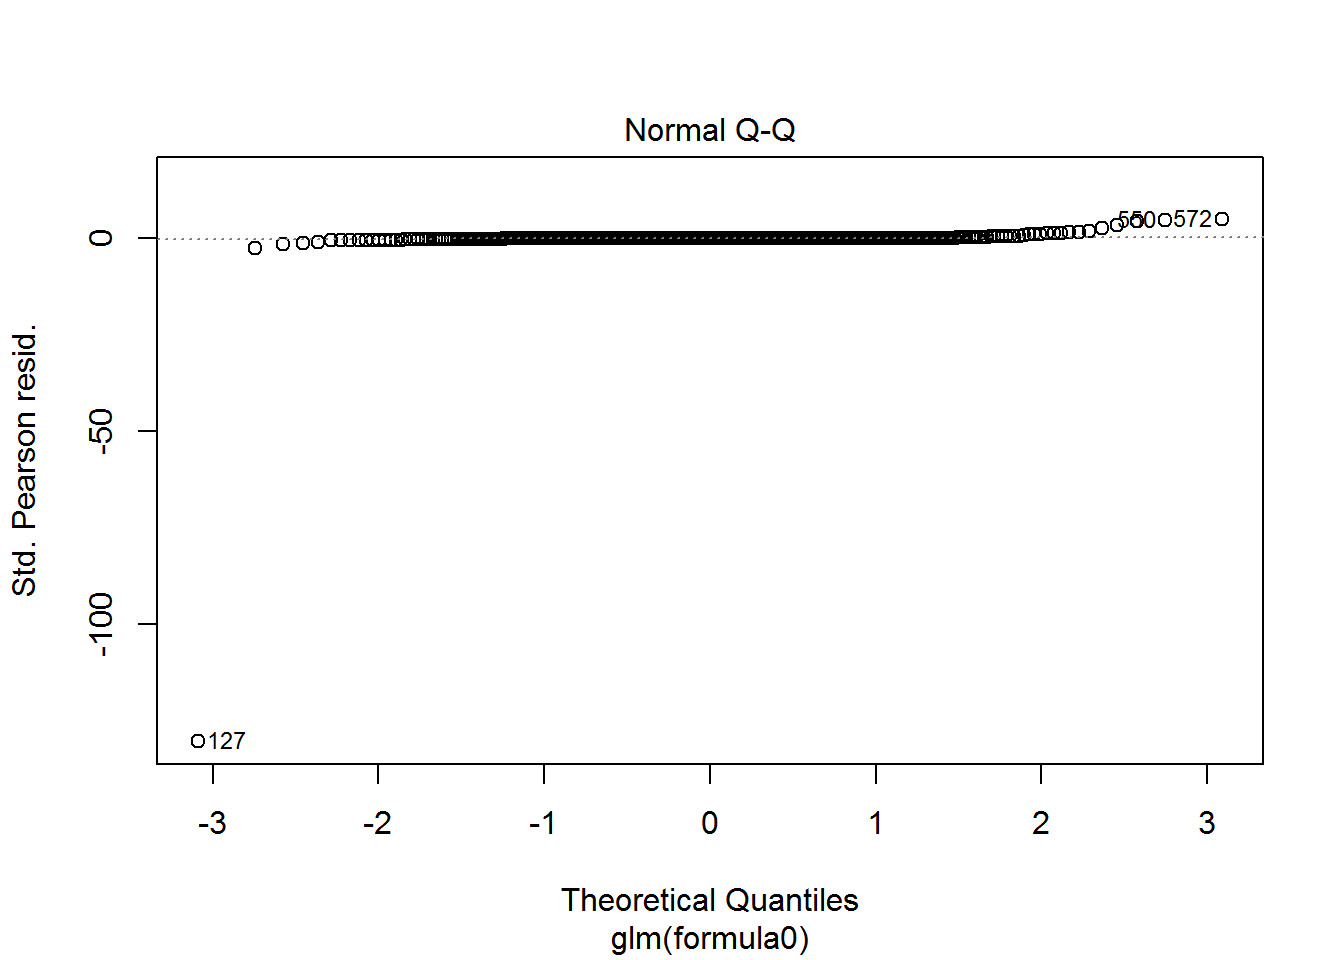 Normal Q-Q
Std. Pearson resid.
0
-50
-100
550
572
127
-3 -2 -1 0 1 2 3
Theoretical Quantiles
glm(formula0)